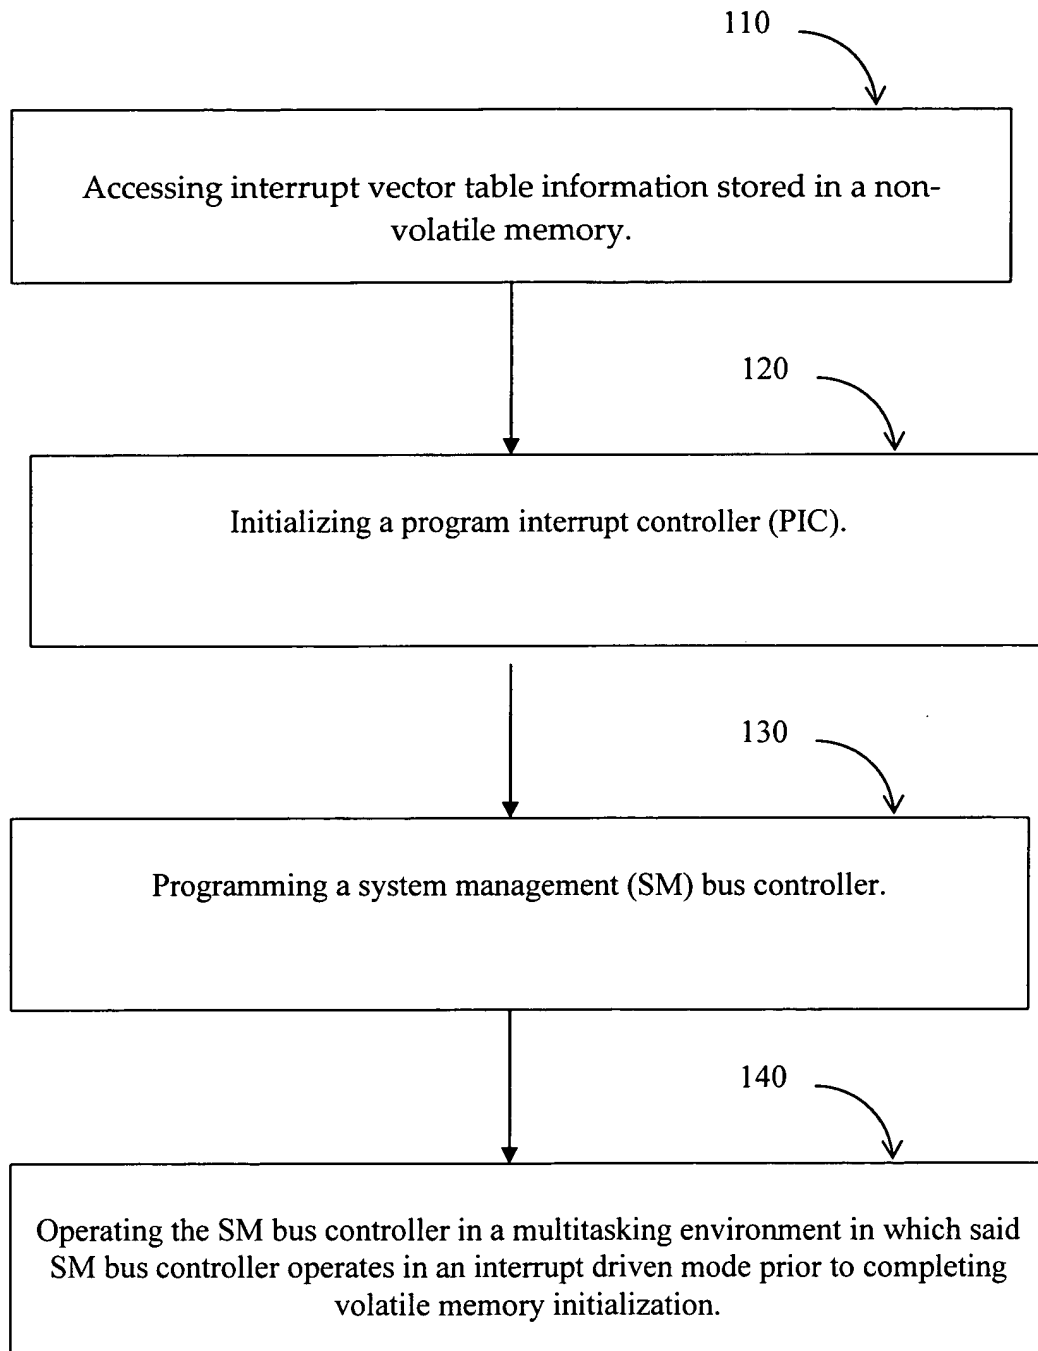 110
Accessing interrupt vector table information stored in a non-
volatile memory.
120
Initializing a program interrupt controller (PIC).
130
Programming a system management (SM) bus controller.
140
Operating the SM bus controller in a multitasking environment in which said
SM bus controller operates in an interrupt driven mode prior to completing
volatile memory initialization.